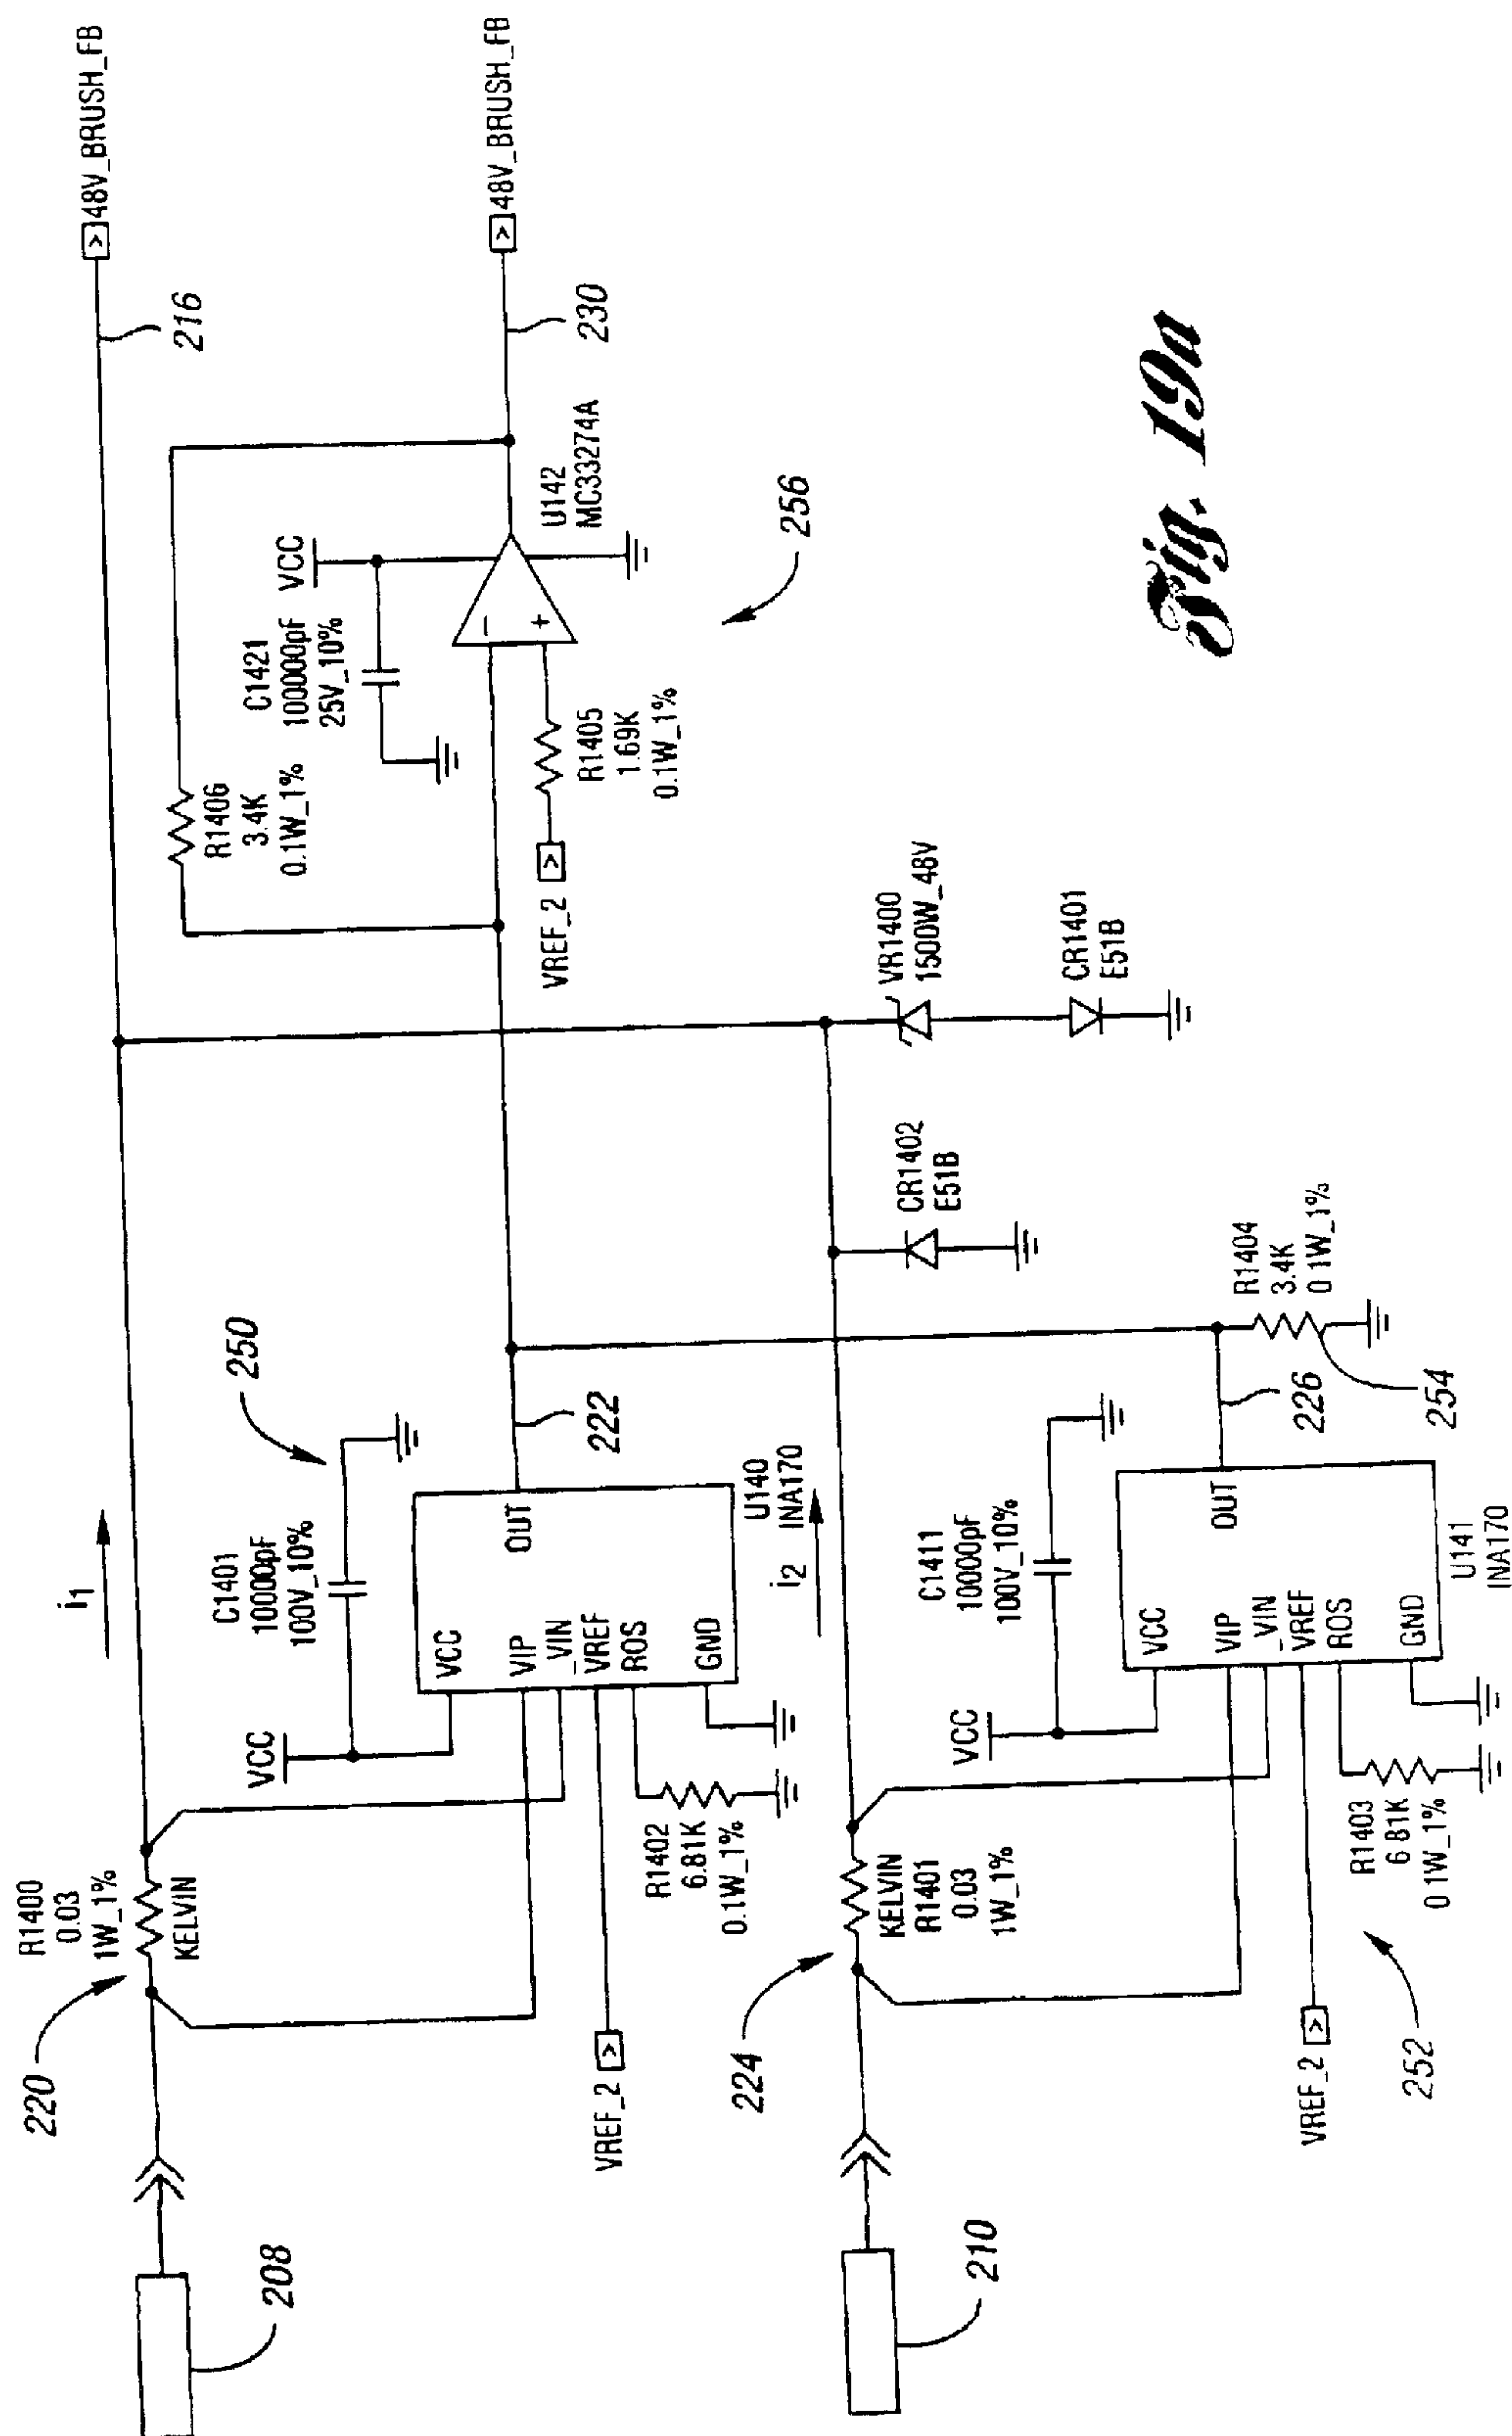 48V_BRUSH_FB
216
48V_BRUSH_FB
230
R1406
3.4K
0.1W_1%
C1421
100000pF
25V_10%
VCC
U142
MC33274A
−
+
VREF_2
R1405
1.69K
0.1W_1%
256
i1
R1400
0.03
1W_1%
KELVIN
220
208
C1401
10000pF
100V_10%
250
VCC
VCC
VIP
_VIN
VREF
ROS
GND
OUT
U140
INA170
222
R1402
6.81K
0.1W_1%
VREF_2
VR1400
1500W_48V
CR1401
E51B
CR1402
E51B
i2
KELVIN
R1401
0.03
1W_1%
224
210
C1411
10000pF
100V_10%
VCC
VCC
VIP
_VIN
VREF
ROS
GND
OUT
U141
INA170
226
R1404
3.4K
0 1W_1%
254
R1403
6 81K
0 1W_1%
VREF_2
252
Fig. 19a